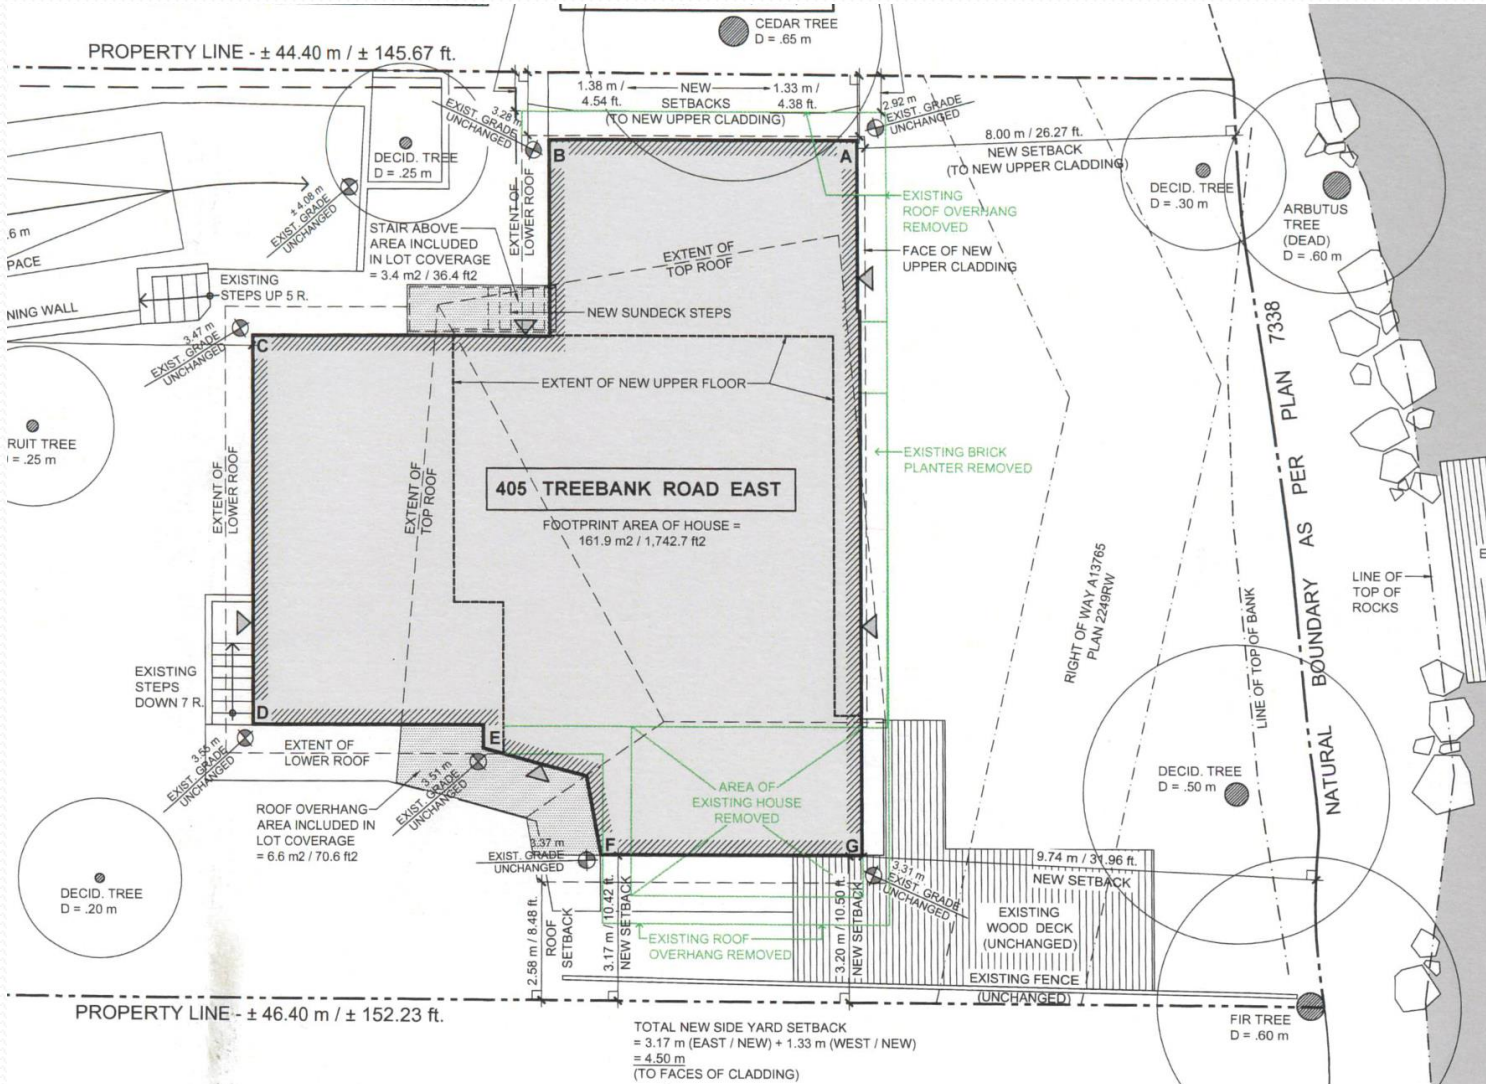 CEDAR TREE
D = .65 m
PROPERTY LINE - ± 44.40 m / ± 145.67 ft.
1.38 m /
4.54 ft.
NEW
SETBACKS
(TO NEW UPPER CLADDING)
1.33 m /
4.38 ft.
3.28 m
EXIST. GRADE
UNCHANGED
2.92 m
EXIST. GRADE
UNCHANGED
8.00 m / 26.27 ft.
NEW SETBACK
(TO NEW UPPER CLADDING)
DECID. TREE
D = .25 m
B
A
DECID. TREE
D = .30 m
ARBUTUS
TREE
(DEAD)
D = .60 m
± 4.08 m
EXIST. GRADE
UNCHANGED
.6 m
PACE
NING WALL
EXISTING
STEPS UP 5 R.
STAIR ABOVE
AREA INCLUDED
IN LOT COVERAGE
= 3.4 m2 / 36.4 ft2
EXTENT OF
LOWER ROOF
EXTENT OF
TOP ROOF
EXISTING
ROOF OVERHANG
REMOVED
FACE OF NEW
UPPER CLADDING
NEW SUNDECK STEPS
3.47 m
EXIST. GRADE
UNCHANGED
C
EXTENT OF NEW UPPER FLOOR
RUIT TREE
= .25 m
EXTENT OF
LOWER ROOF
EXTENT OF
TOP ROOF
EXISTING BRICK
PLANTER REMOVED
405 TREEBANK ROAD EAST
FOOTPRINT AREA OF HOUSE =
161.9 m2 / 1,742.7 ft2
RIGHT OF WAY A13765
PLAN 2249RW
LINE OF TOP OF BANK
NATURAL BOUNDARY AS PER PLAN 7338
LINE OF
TOP OF
ROCKS
E
EXISTING
STEPS
DOWN 7 R.
D
E
3.55 m
EXIST. GRADE
UNCHANGED
EXTENT OF
LOWER ROOF
3.51 m
EXIST. GRADE
UNCHANGED
ROOF OVERHANG
AREA INCLUDED IN
LOT COVERAGE
= 6.6 m2 / 70.6 ft2
AREA OF
EXISTING HOUSE
REMOVED
DECID. TREE
D = .50 m
F
G
3.37 m
EXIST. GRADE
UNCHANGED
3.31 m
EXIST. GRADE
UNCHANGED
9.74 m / 31.96 ft.
NEW SETBACK
DECID. TREE
D = .20 m
2.58 m / 8.48 ft.
ROOF
SETBACK
3.17 m / 10.42 ft.
NEW SETBACK
EXISTING ROOF
OVERHANG REMOVED
3.20 m / 10.50 ft.
NEW SETBACK
EXISTING
WOOD DECK
(UNCHANGED)
EXISTING FENCE
(UNCHANGED)
PROPERTY LINE - ± 46.40 m / ± 152.23 ft.
FIR TREE
D = .60 m
TOTAL NEW SIDE YARD SETBACK
= 3.17 m (EAST / NEW) + 1.33 m (WEST / NEW)
= 4.50 m
(TO FACES OF CLADDING)